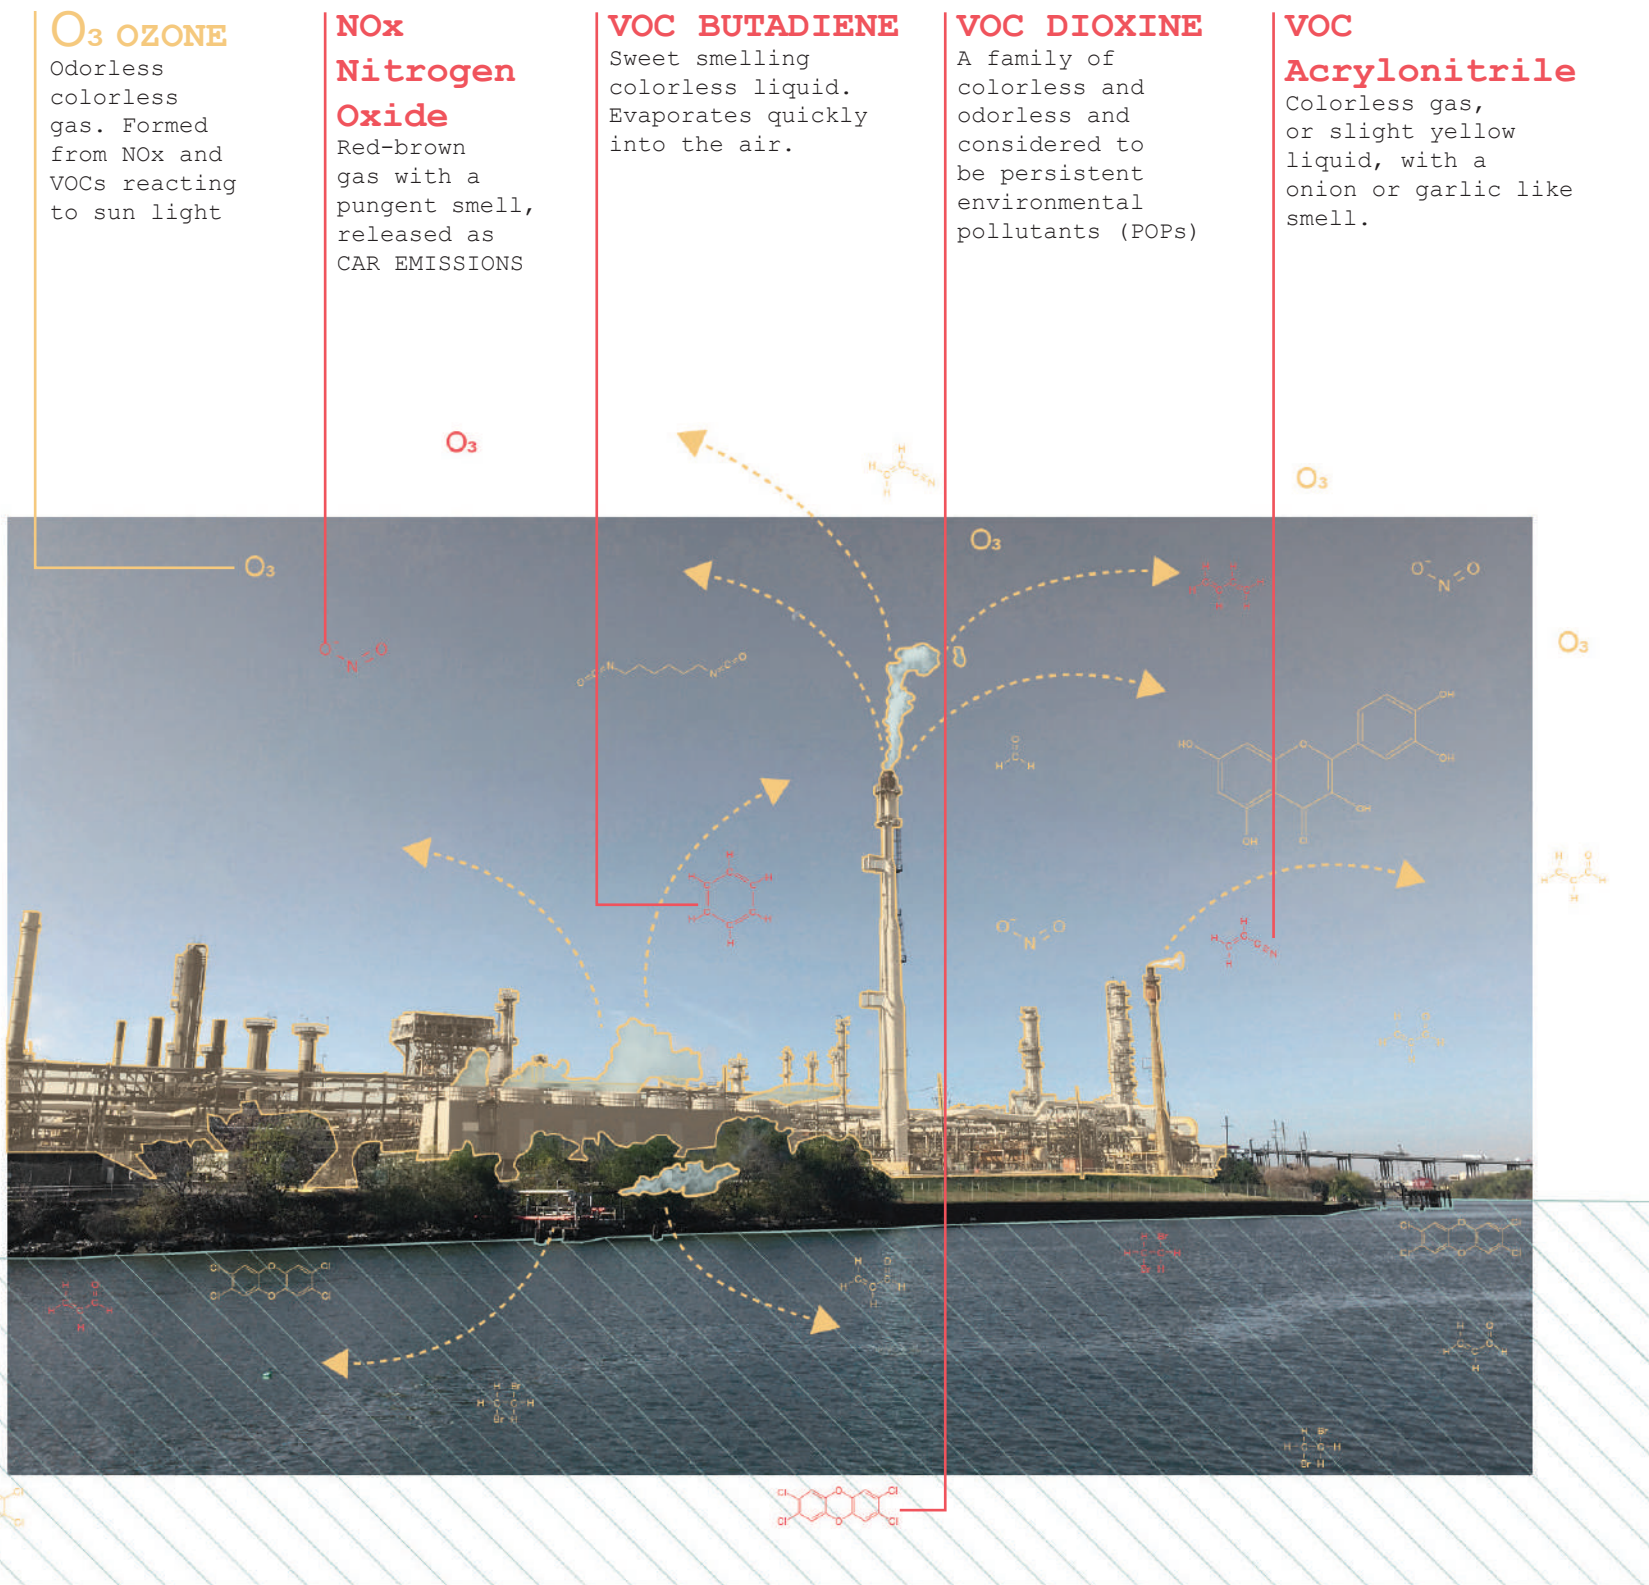 O₃ OZONE
Odorless
colorless
gas. Formed
from NOx and
VOCs reacting
to sun light
NOx
Nitrogen
Oxide
Red-brown
gas with a
pungent smell,
released as
CAR EMISSIONS
VOC BUTADIENE
Sweet smelling
colorless liquid.
Evaporates quickly
into the air.
VOC DIOXINE
A family of
colorless and
odorless and
considered to
be persistent
environmental
pollutants (POPs)
VOC
Acrylonitrile
Colorless gas,
or slight yellow
liquid, with a
onion or garlic like
smell.
O₃
O₃
O₃
O₃
O₃